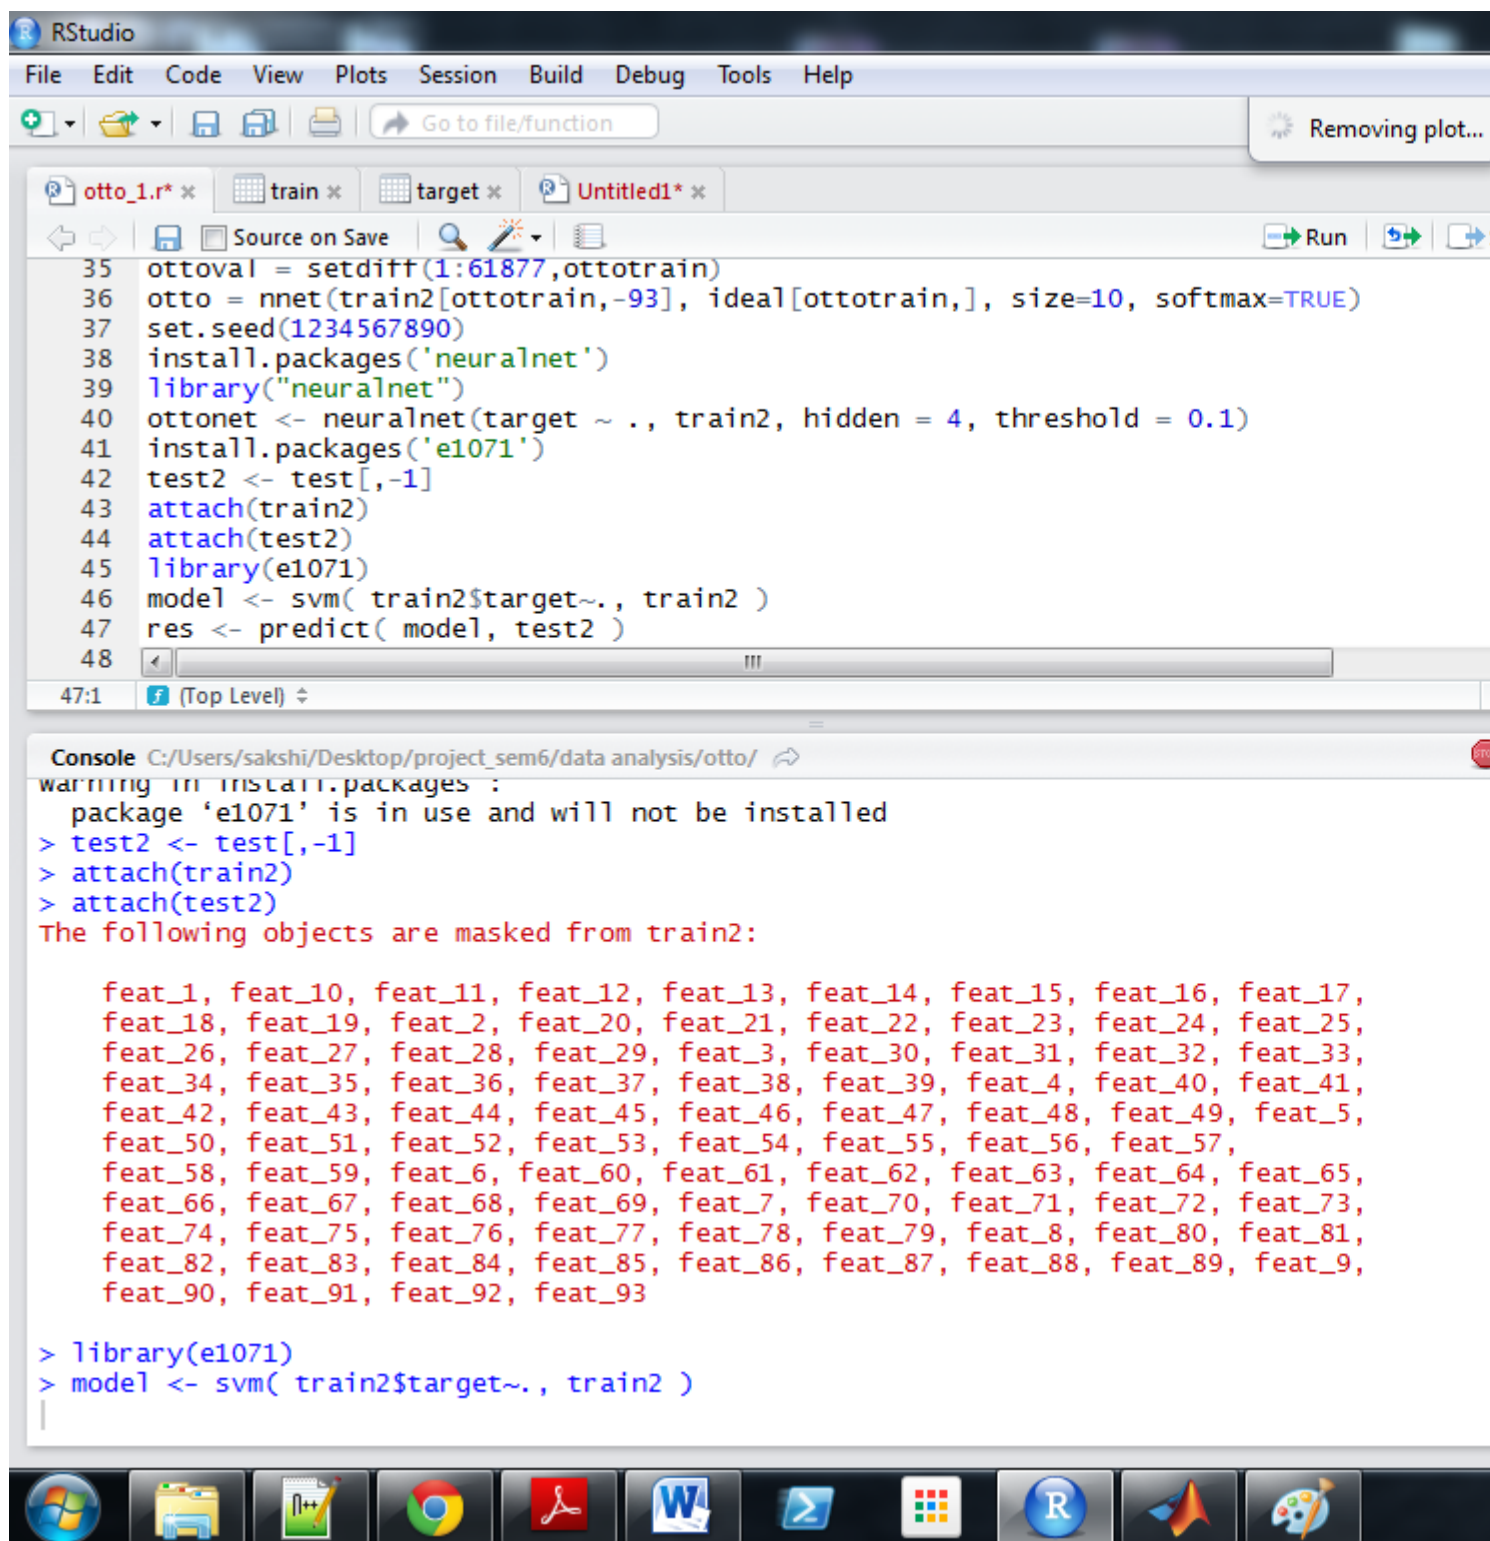 RStudio
File Edit Code View Plots Session Build Debug Tools Help
Go to file/function
Removing plot...
otto_1.r* train target Untitled1*
Source on Save Run
35 ottoval = setdiff(1:61877,ottotrain)
36 otto = nnet(train2[ottotrain,-93], ideal[ottotrain,], size=10, softmax=TRUE)
37 set.seed(1234567890)
38 install.packages('neuralnet')
39 library("neuralnet")
40 ottonet <- neuralnet(target ~ ., train2, hidden = 4, threshold = 0.1)
41 install.packages('e1071')
42 test2 <- test[,-1]
43 attach(train2)
44 attach(test2)
45 library(e1071)
46 model <- svm( train2$target~., train2 )
47 res <- predict( model, test2 )
48
47:1 (Top Level)
Console C:/Users/sakshi/Desktop/project_sem6/data analysis/otto/
Warning in install.packages :
package ‘e1071’ is in use and will not be installed
> test2 <- test[,-1]
> attach(train2)
> attach(test2)
The following objects are masked from train2:
feat_1, feat_10, feat_11, feat_12, feat_13, feat_14, feat_15, feat_16, feat_17,
feat_18, feat_19, feat_2, feat_20, feat_21, feat_22, feat_23, feat_24, feat_25,
feat_26, feat_27, feat_28, feat_29, feat_3, feat_30, feat_31, feat_32, feat_33,
feat_34, feat_35, feat_36, feat_37, feat_38, feat_39, feat_4, feat_40, feat_41,
feat_42, feat_43, feat_44, feat_45, feat_46, feat_47, feat_48, feat_49, feat_5,
feat_50, feat_51, feat_52, feat_53, feat_54, feat_55, feat_56, feat_57,
feat_58, feat_59, feat_6, feat_60, feat_61, feat_62, feat_63, feat_64, feat_65,
feat_66, feat_67, feat_68, feat_69, feat_7, feat_70, feat_71, feat_72, feat_73,
feat_74, feat_75, feat_76, feat_77, feat_78, feat_79, feat_8, feat_80, feat_81,
feat_82, feat_83, feat_84, feat_85, feat_86, feat_87, feat_88, feat_89, feat_9,
feat_90, feat_91, feat_92, feat_93
> library(e1071)
> model <- svm( train2$target~., train2 )